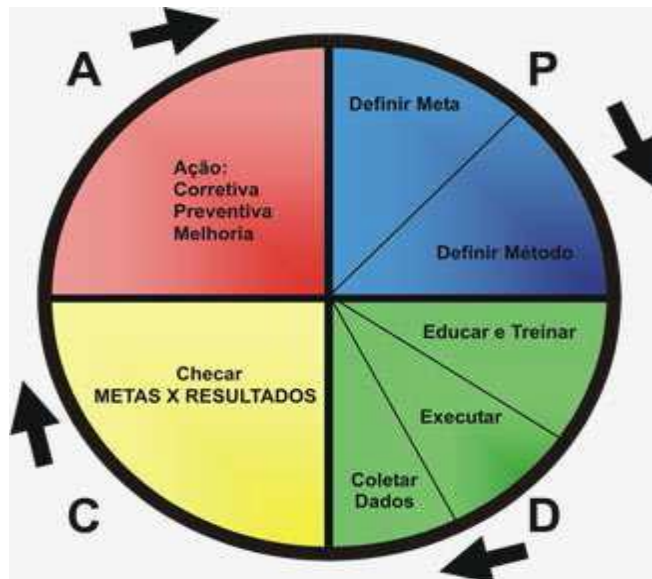 A
P
Definir Meta
Ação:
Corretiva
Preventiva
Melhoria
Definir Método
Educar e Treinar
Checar
METAS X RESULTADOS
Executar
Coletar
Dados
C
D